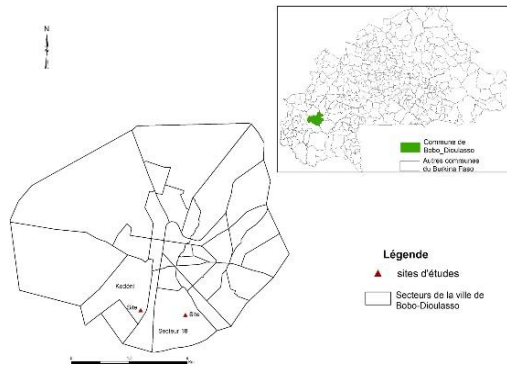 N
Commune de
Bobo_Dioulasso
Autres communes
du Burkina Faso
Légende
sites d'études
Secteurs de la ville de
Bobo-Dioulasso
Site
Site
Secteur 18